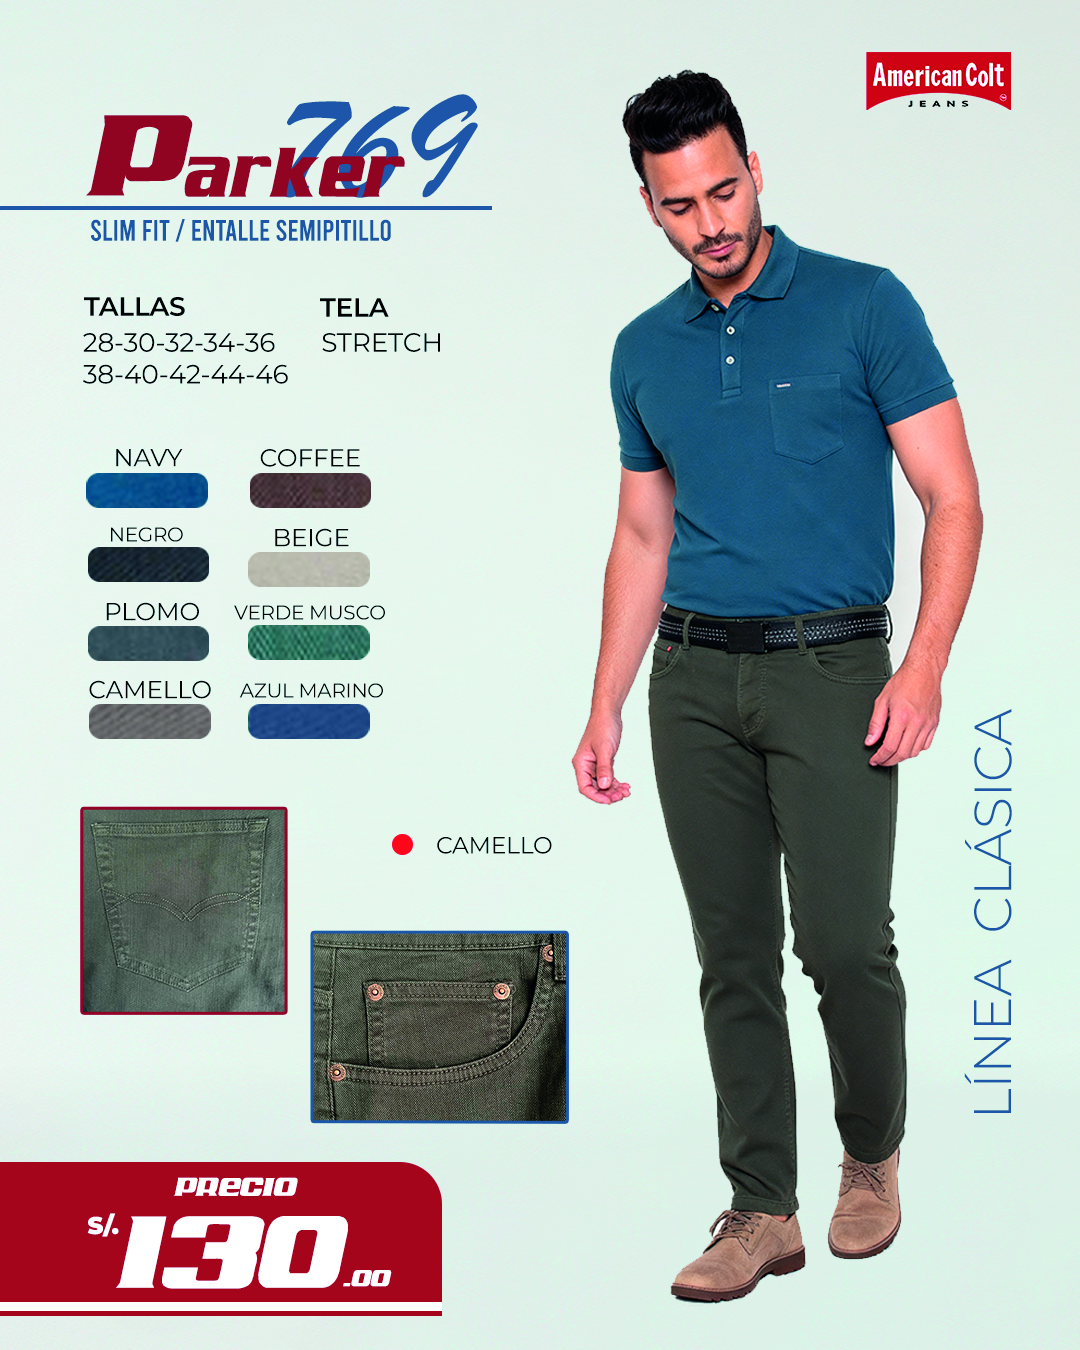 American Colt
JEANS
Parker 769
SLIM FIT / ENTALLE SEMIPITILLO
TALLAS
28-30-32-34-36
38-40-42-44-46
TELA
STRETCH
NAVY
COFFEE
NEGRO
BEIGE
PLOMO
VERDE MUSCO
CAMELLO
AZUL MARINO
CAMELLO
LÍNEA CLÁSICA
PRECIO
S/. 130.00